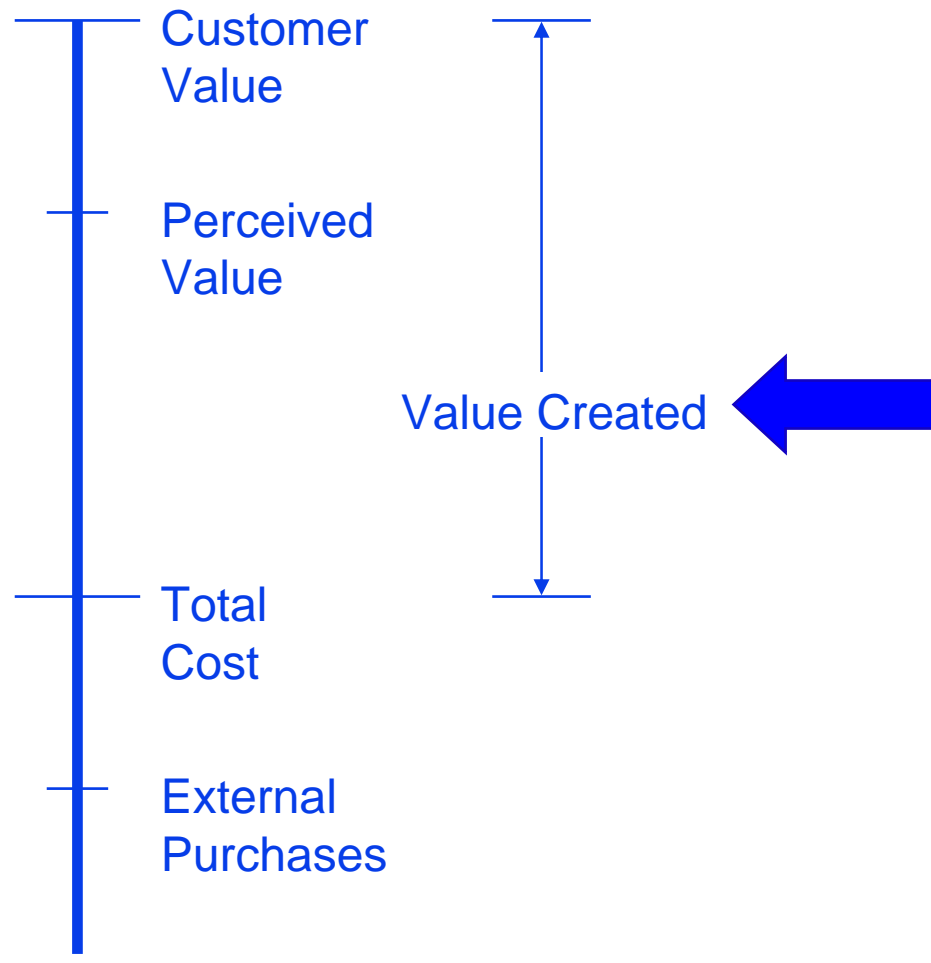 Customer
Value
Perceived
Value
Value Created
Total
Cost
External
Purchases